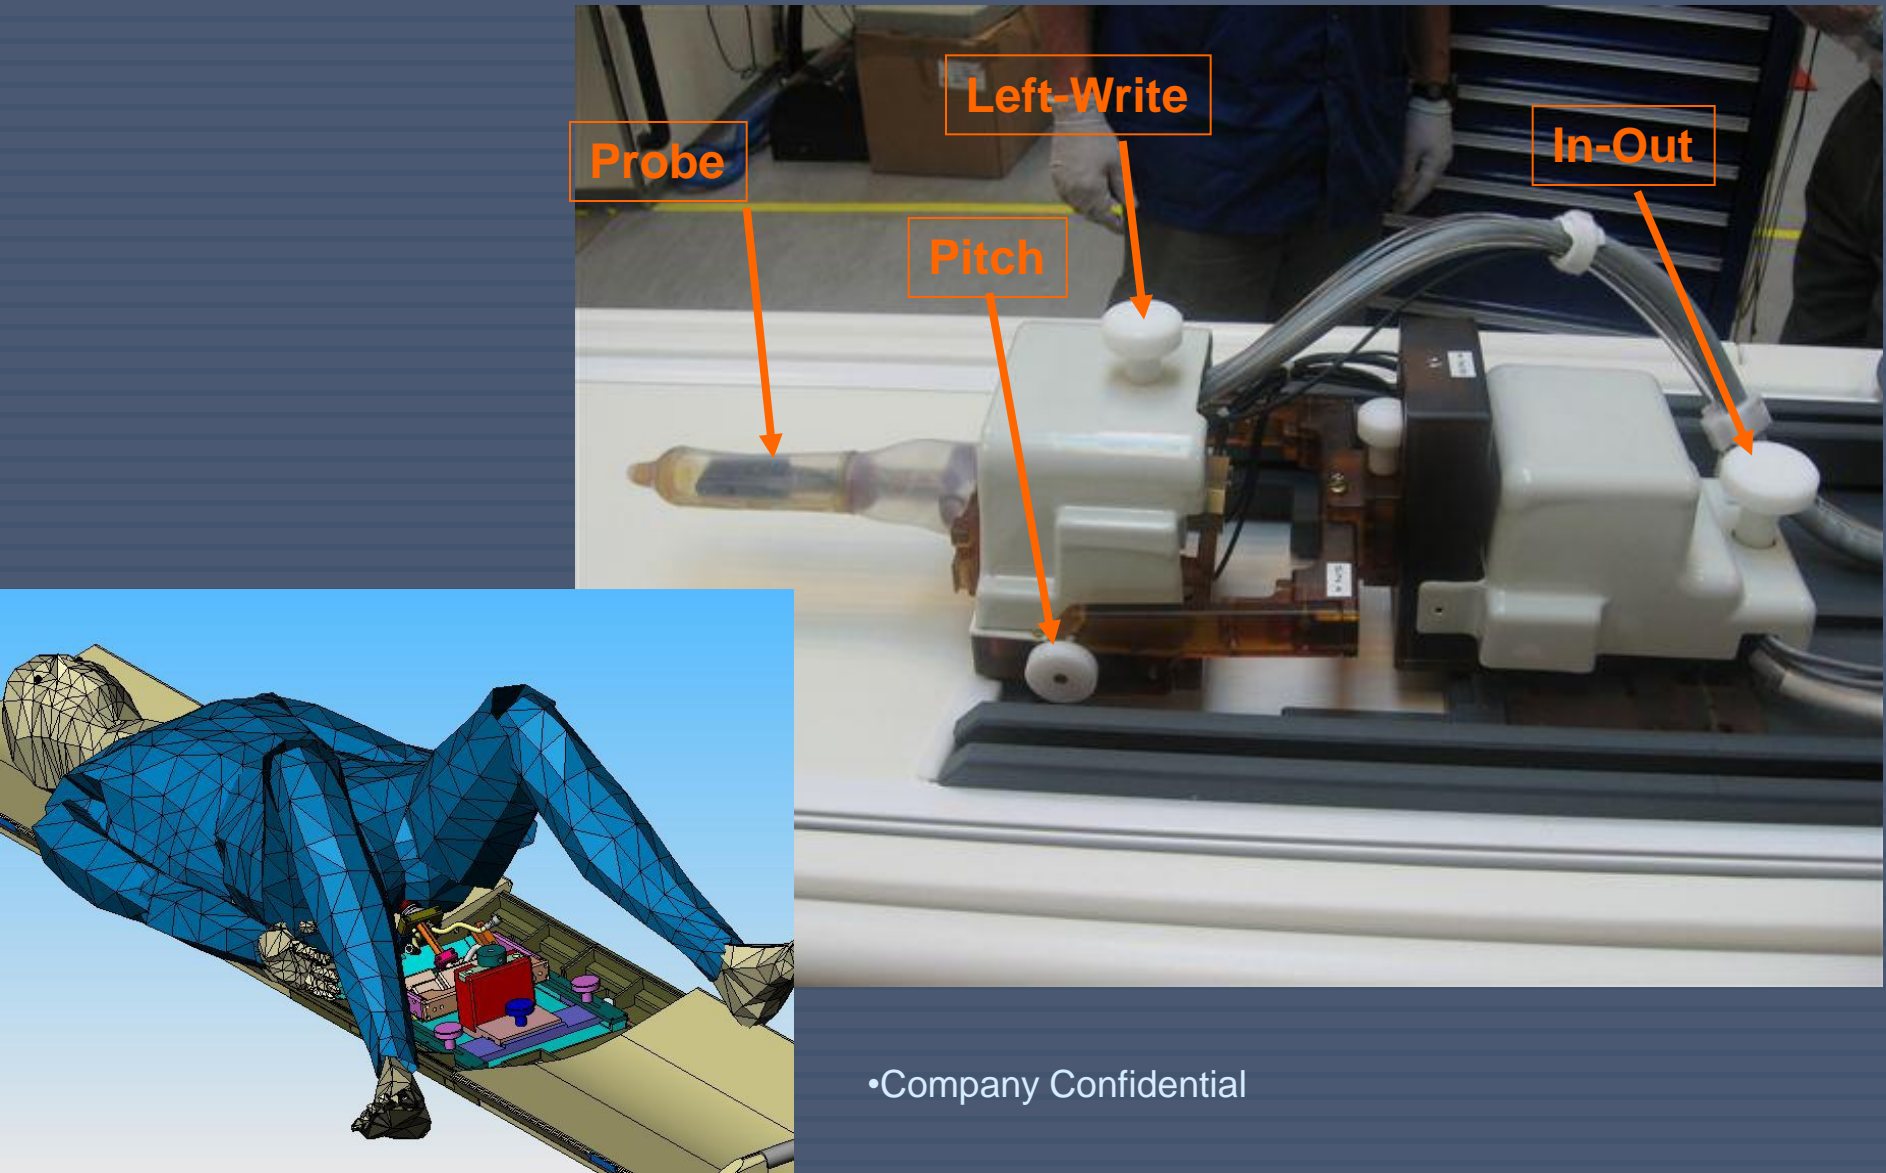 Left-Write
In-Out
Probe
Pitch
•Company Confidential